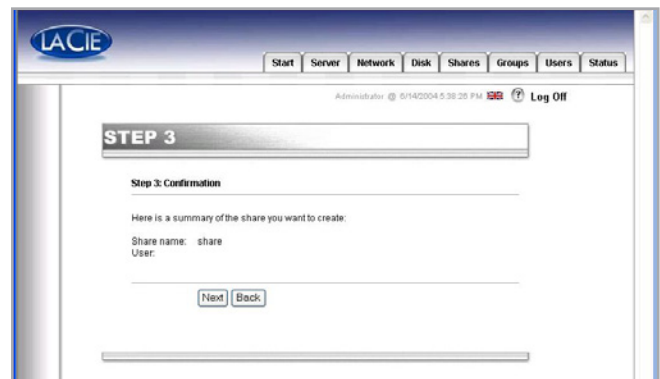 LACIE
Start Server Network Disk Shares Groups Users Status
Administrator @ 6/14/2004 5:38:28 PM ? Log Off
STEP 3
Step 3: Confirmation
Here is a summary of the share you want to create:
Share name: share
User:
Next Back